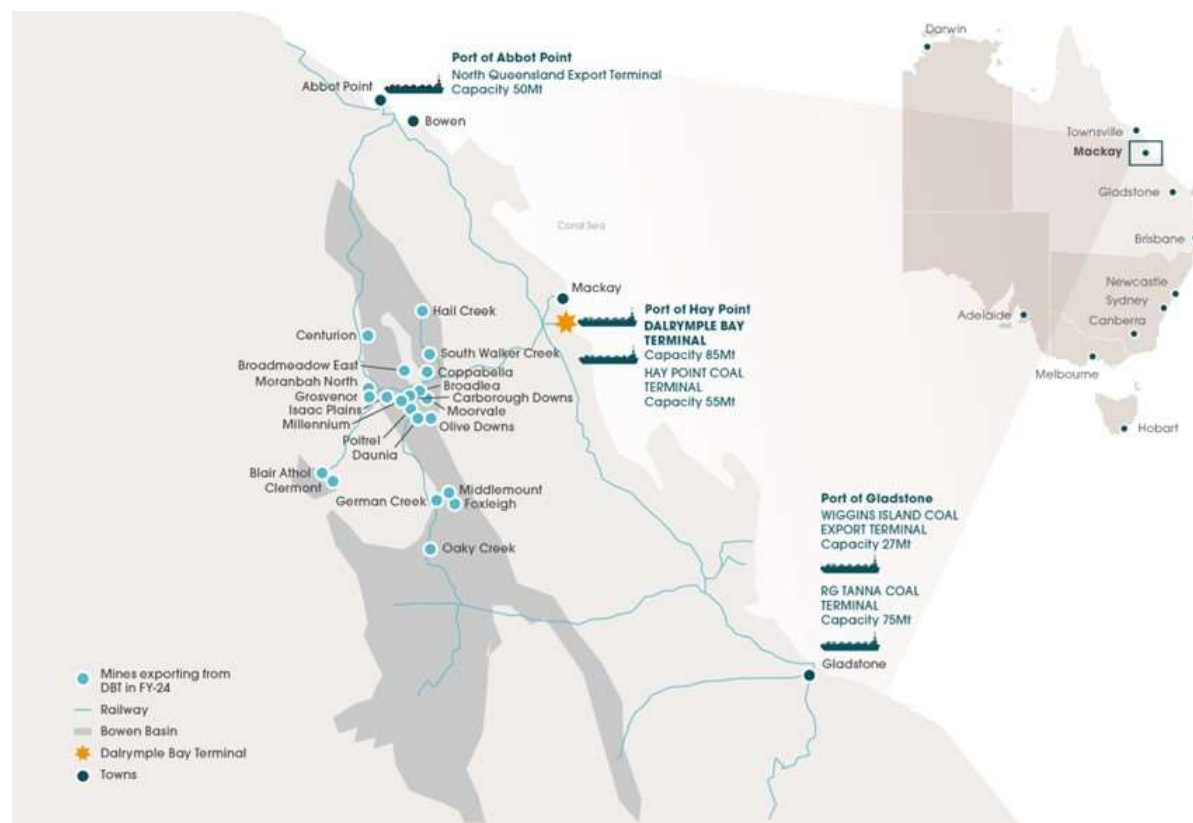 Port of Abbot Point
North Queensland Export Terminal
Capacity 50Mt
Abbot Point
Bowen
Coral Sea
Mackay
Port of Hay Point
DALRYMPLE BAY
TERMINAL
Capacity 85Mt
HAY POINT COAL
TERMINAL
Capacity 55Mt
Hail Creek
Centurion
South Walker Creek
Broadmeadow East
Coppabella
Moranbah North
Broadlea
Grosvenor
Carborough Downs
Isaac Plains
Moorvale
Millennium
Olive Downs
Poitrel
Daunia
Blair Athol
Clermont
German Creek
Middlemount
Foxleigh
Oaky Creek
Port of Gladstone
WIGGINS ISLAND COAL
EXPORT TERMINAL
Capacity 27Mt
RG TANNA COAL
TERMINAL
Capacity 75Mt
Gladstone
Mines exporting from
DBT in FY-24
Railway
Bowen Basin
Dalrymple Bay Terminal
Towns
Darwin
Townsville
Mackay
Gladstone
Brisbane
Newcastle
Sydney
Adelaide
Canberra
Melbourne
Hobart